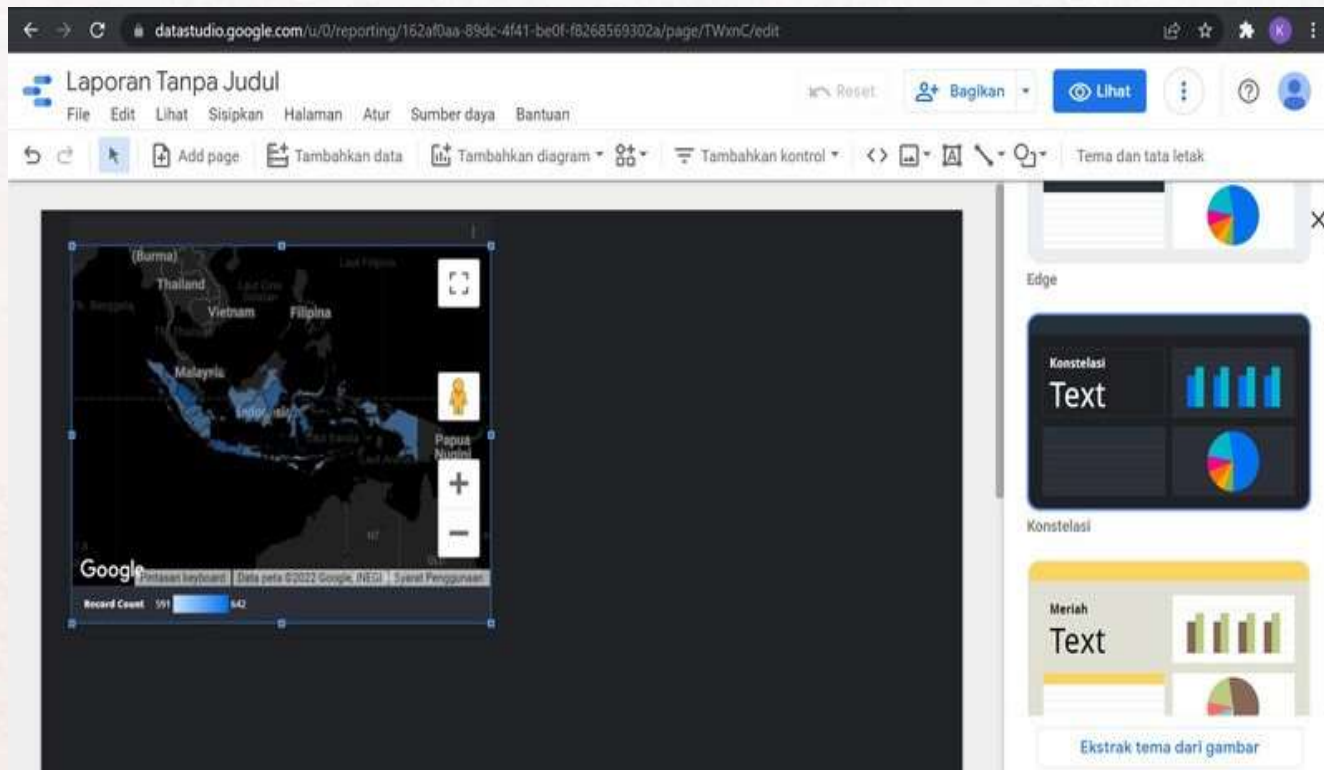 datastudio.google.com/u/0/reporting/162af0aa-89dc-4f41-be0f-f8268569302a/page/TWxnC/edit
K
Laporan Tanpa Judul
File Edit Lihat Sisipkan Halaman Atur Sumber daya Bantuan
Reset
Bagikan
Lihat
Add page
Tambahkan data
Tambahkan diagram
Tambahkan kontrol
Tema dan tata letak
(Burma)
Thailand
Vietnam
Filipina
Laut Filipina
Malaysia
Indonesia
Papua
Nugini
NT
Google
Pintasan keyboard
Data peta ©2022 Google, INEGI
Syarat Penggunaan
Record Count 591 642
Edge
Konstelasi
Text
Konstelasi
Meriah
Text
Ekstrak tema dari gambar